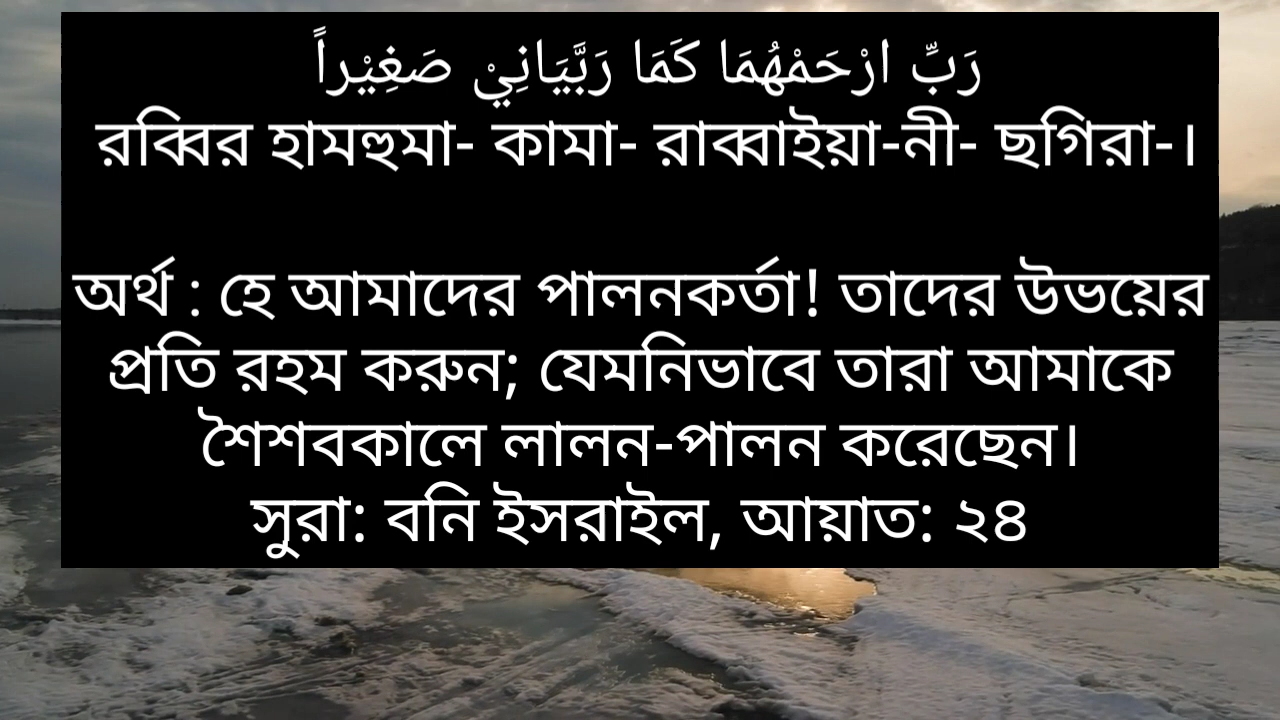 رَبِّ ارْحَمْهُمَا كَمَا رَبَّيَانِيْ صَغِيْراً
রব্বির হামহুমা- কামা- রাব্বাইয়া-নী- ছগিরা-।
অর্থ : হে আমাদের পালনকর্তা! তাদের উভয়ের
প্রতি রহম করুন; যেমনিভাবে তারা আমাকে
শৈশবকালে লালন-পালন করেছেন।
সুরা: বনি ইসরাইল, আয়াত: ২৪